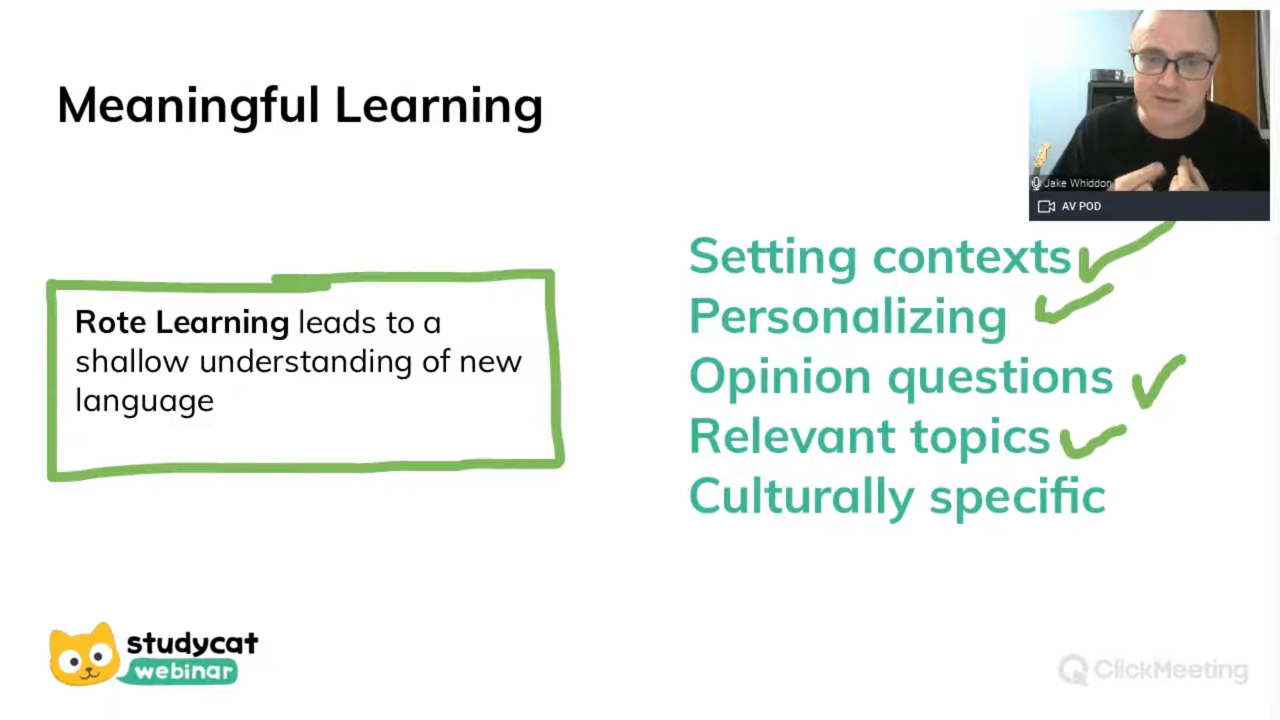 Meaningful Learning
Jake Whiddon
AV POD
Rote Learning leads to a
shallow understanding of new
language
Setting contexts
Personalizing
Opinion questions
Relevant topics
Culturally specific
studycat
webinar
ClickMeeting